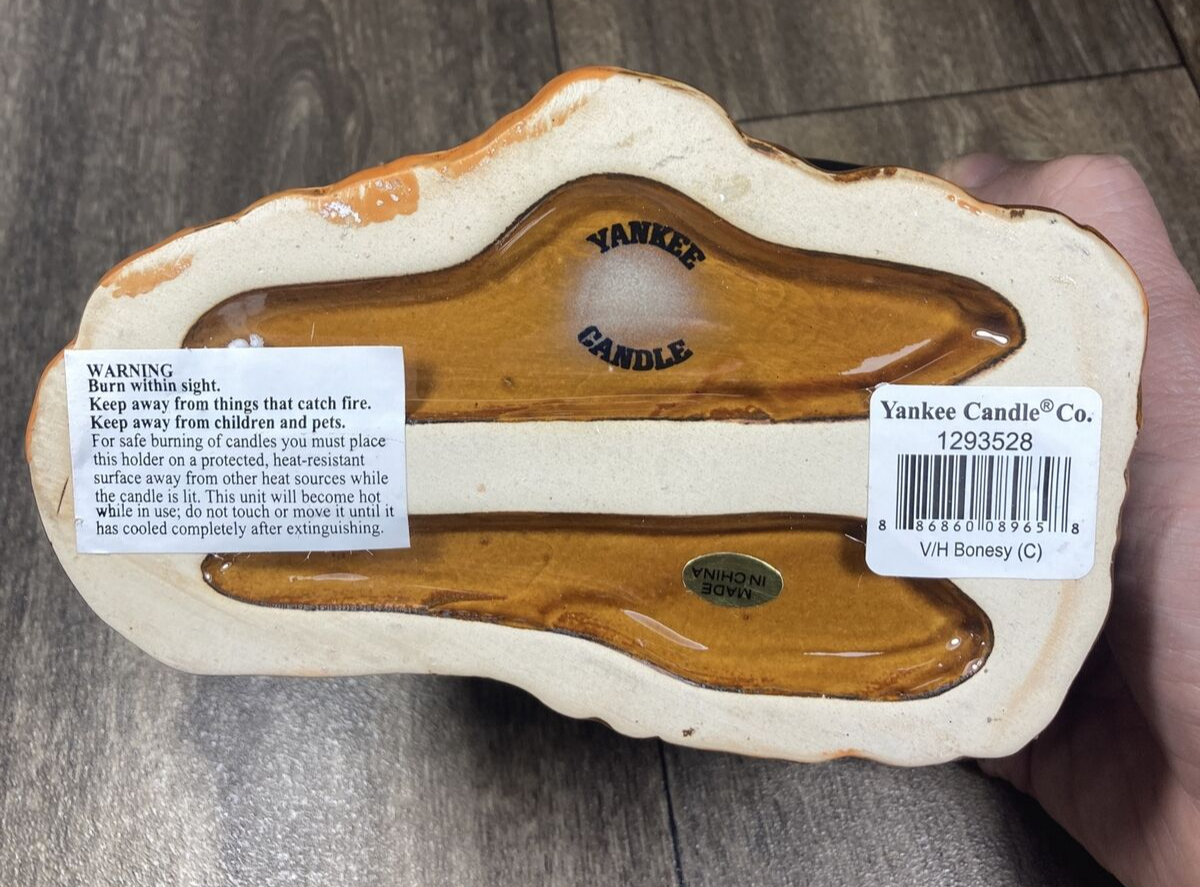 YANKEE
CANDLE
WARNING
Burn within sight.
Keep away from things that catch fire.
Keep away from children and pets.
For safe burning of candles you must place
this holder on a protected, heat-resistant
surface away from other heat sources while
the candle is lit. This unit will become hot
while in use; do not touch or move it until it
has cooled completely after extinguishing.
Yankee Candle® Co.
1293528
8 86860 08965 8
V/H Bonesy (C)
MADE
IN CHINA